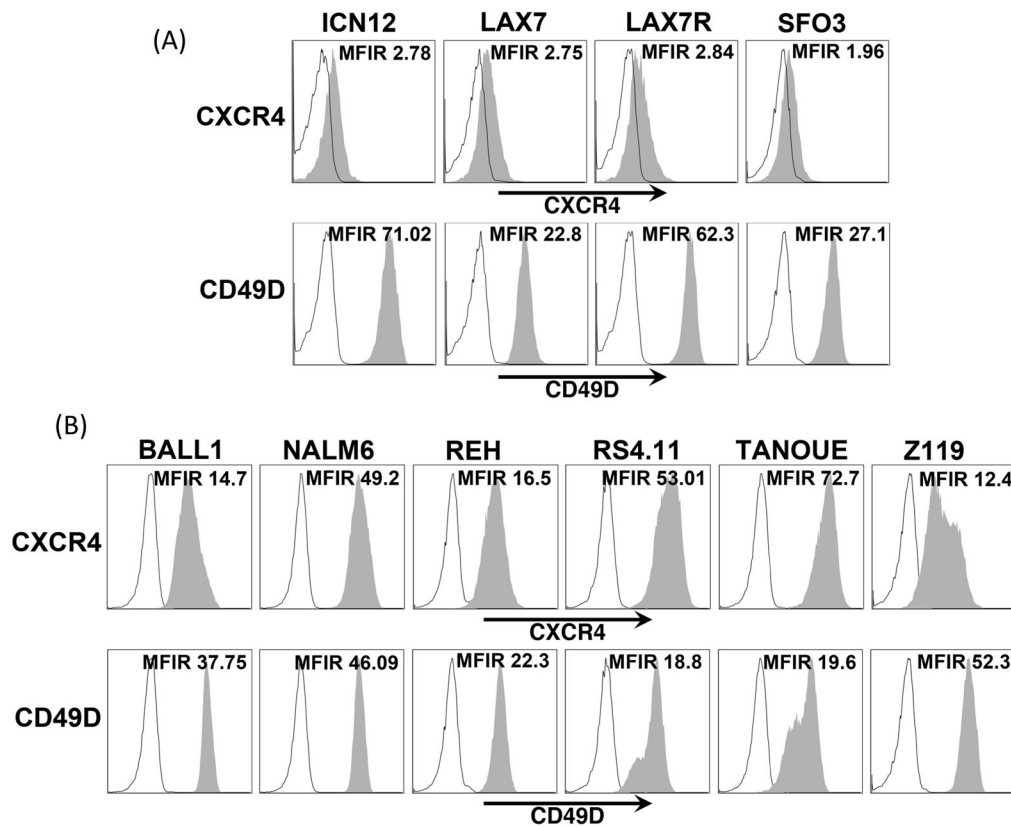 (A)
ICN12 LAX7 LAX7R SFO3
CXCR4
MFIR 2.78 MFIR 2.75 MFIR 2.84 MFIR 1.96
CXCR4
CD49D
MFIR 71.02 MFIR 22.8 MFIR 62.3 MFIR 27.1
CD49D
(B)
BALL1 NALM6 REH RS4.11 TANOUE Z119
CXCR4
MFIR 14.7 MFIR 49.2 MFIR 16.5 MFIR 53.01 MFIR 72.7 MFIR 12.4
CXCR4
CD49D
MFIR 37.75 MFIR 46.09 MFIR 22.3 MFIR 18.8 MFIR 19.6 MFIR 52.3
CD49D